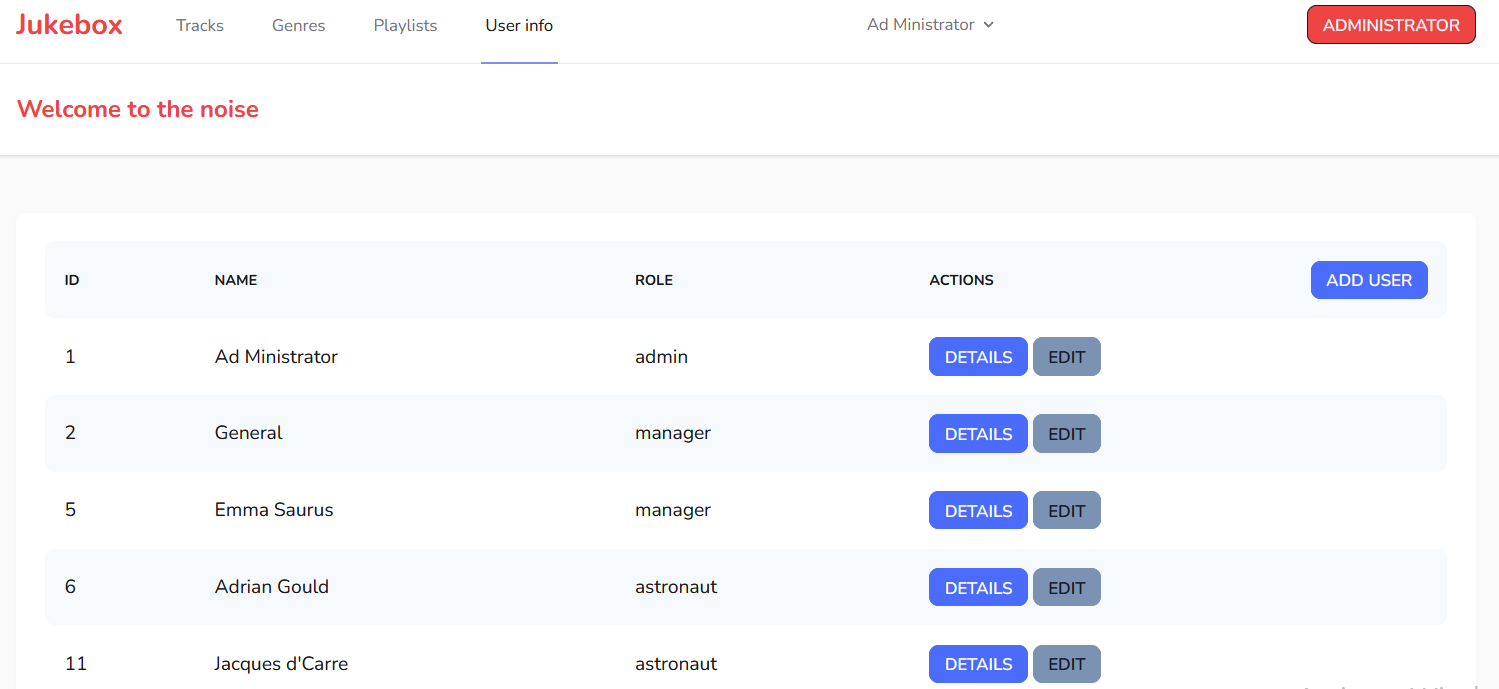 Jukebox Tracks Genres Playlists User info Ad Ministrator ADMINISTRATOR
Welcome to the noise
ID NAME ROLE ACTIONS ADD USER
1 Ad Ministrator admin DETAILS EDIT
2 General manager DETAILS EDIT
5 Emma Saurus manager DETAILS EDIT
6 Adrian Gould astronaut DETAILS EDIT
11 Jacques d'Carre astronaut DETAILS EDIT